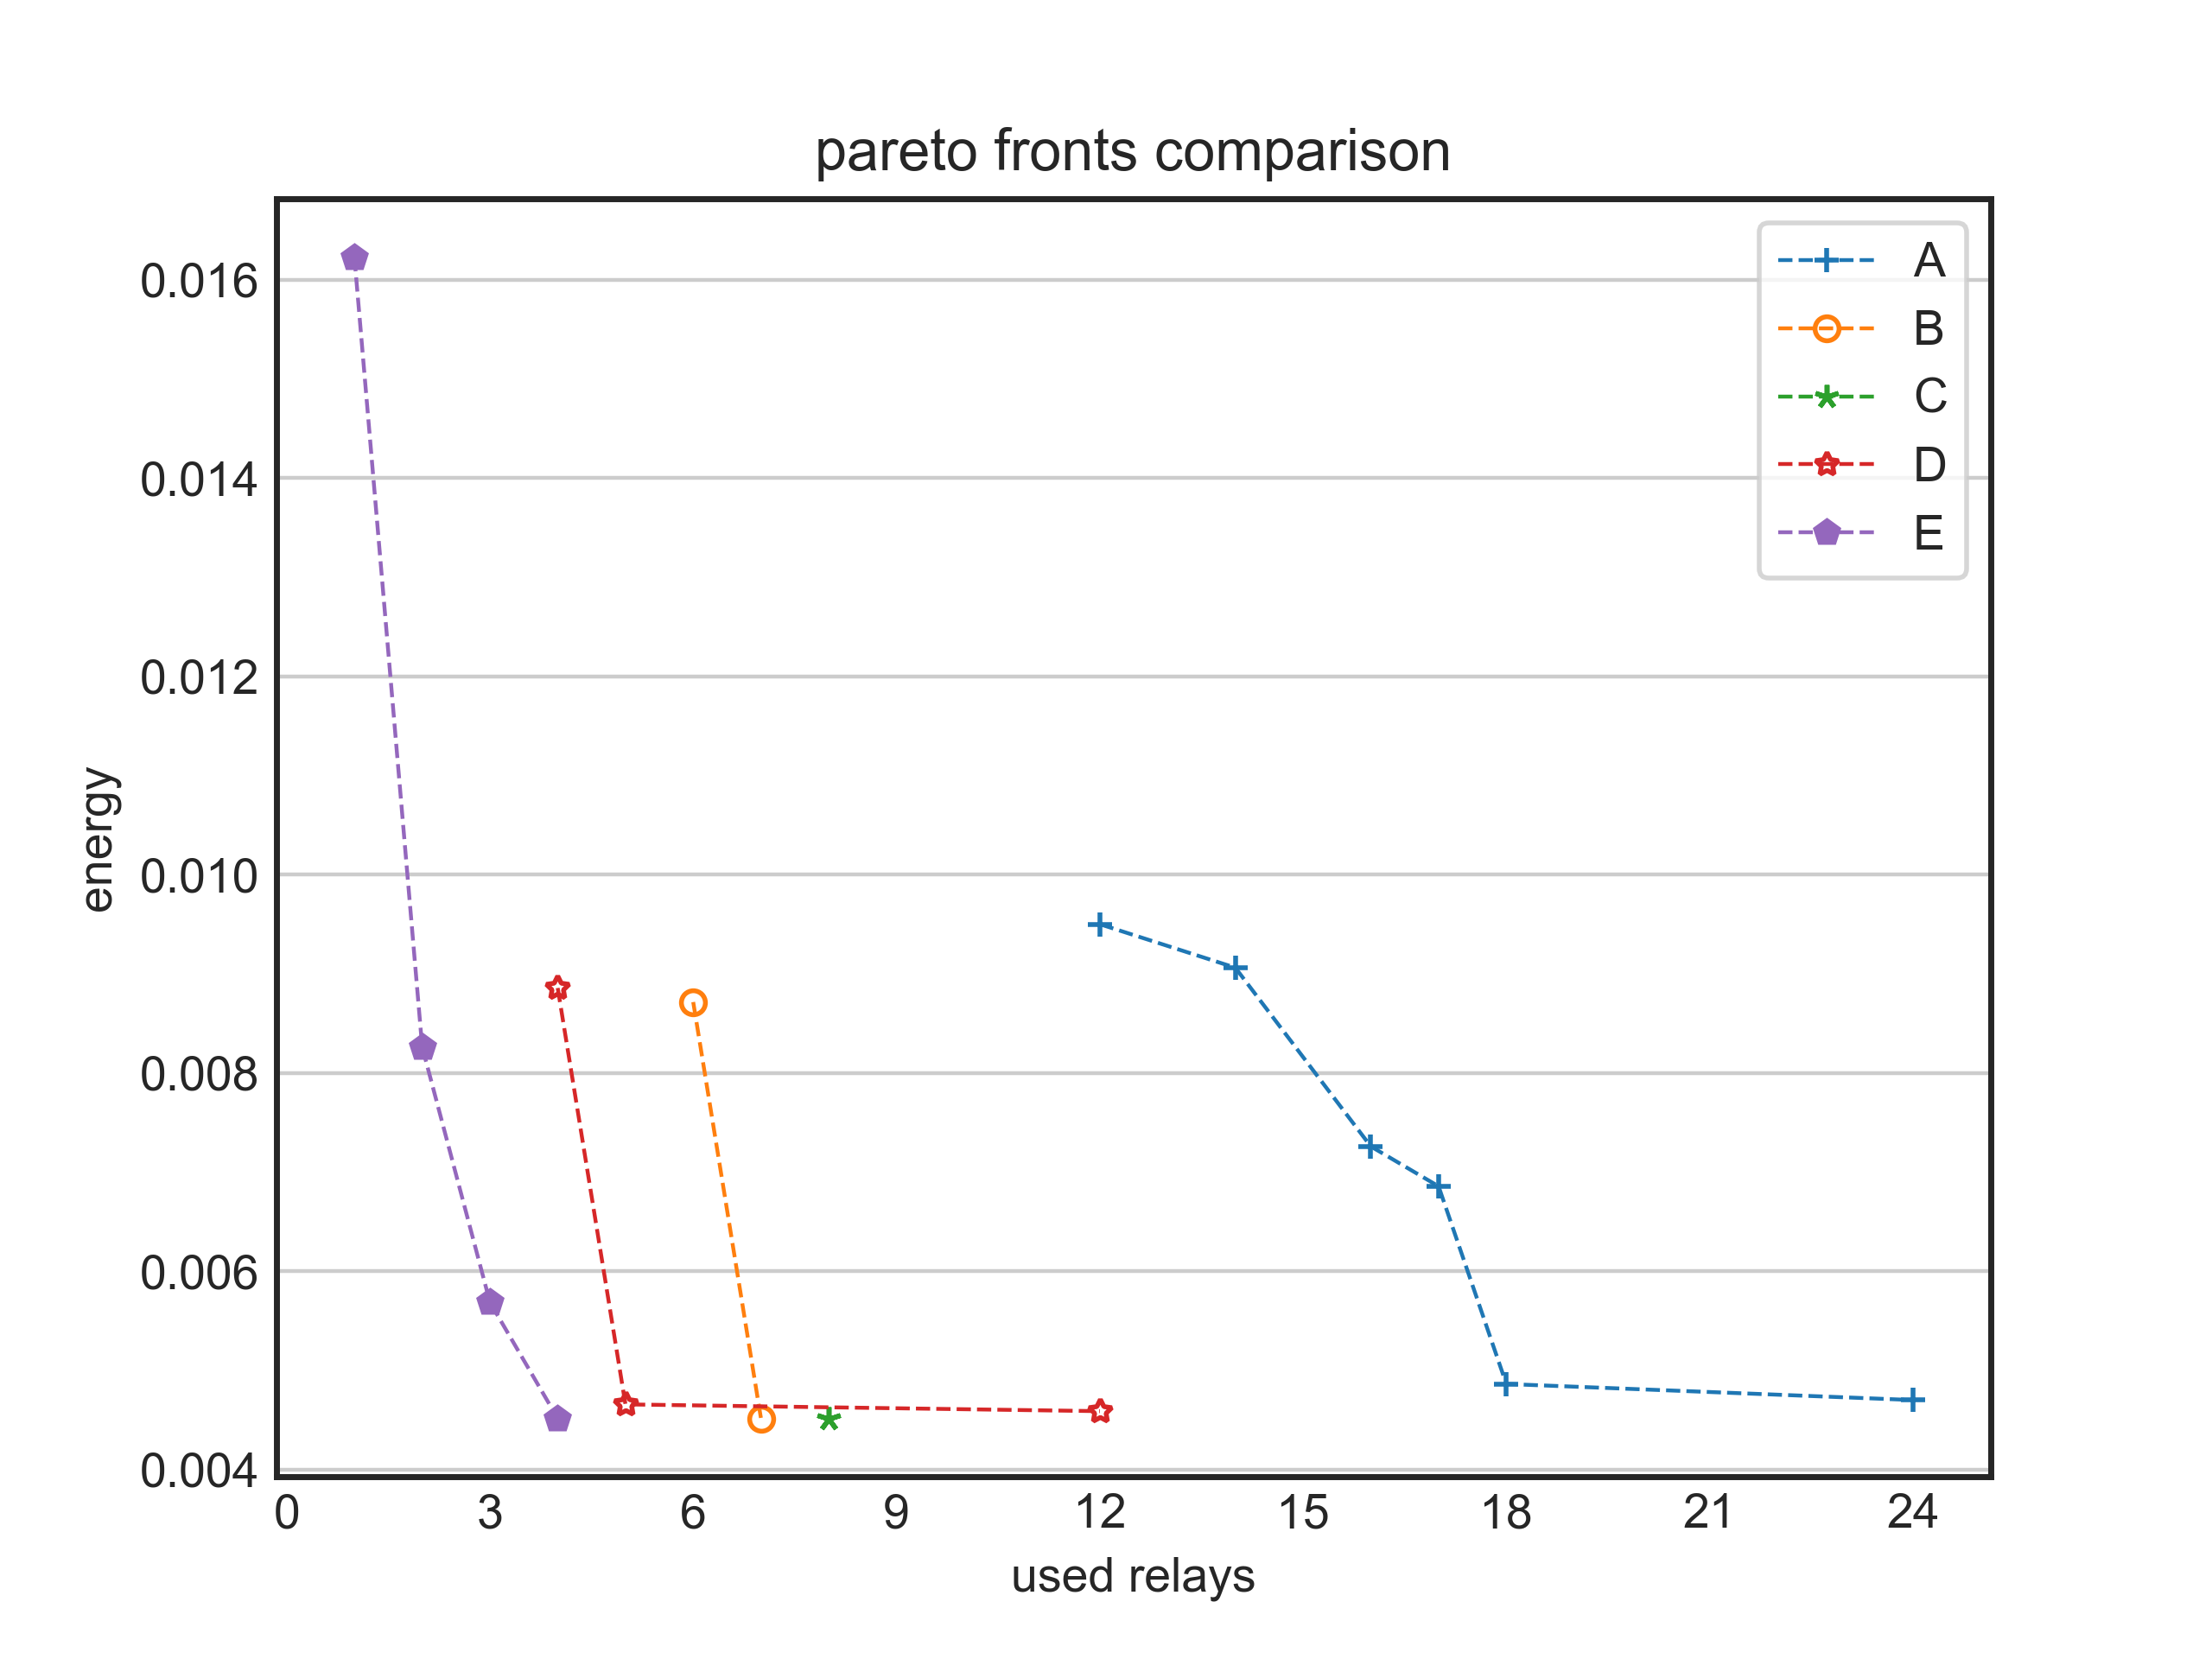 pareto fronts comparison
A
B
C
D
E
0.016
0.014
0.012
0.010
0.008
0.006
0.004
energy
0 3 6 9 12 15 18 21 24
used relays